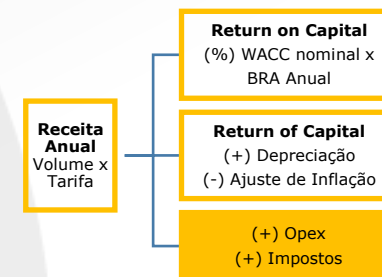 Return on Capital
(%) WACC nominal x
BRA Anual
Receita
Anual
Volume x
Tarifa
Return of Capital
(+) Depreciação
(-) Ajuste de Inflação
(+) Opex
(+) Impostos